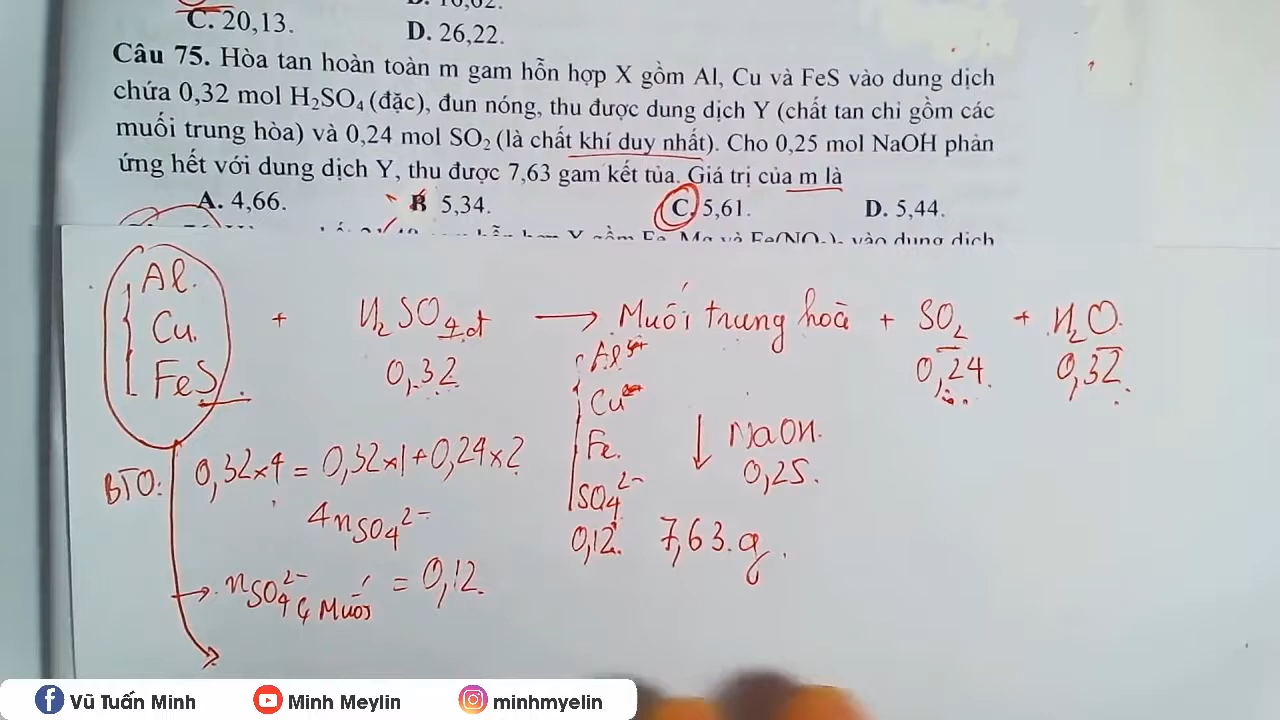 C. 20,13.
D. 26,22.
Câu 75. Hòa tan hoàn toàn m gam hỗn hợp X gồm Al, Cu và FeS vào dung dịch
chứa 0,32 mol H₂SO₄ (đặc), đun nóng, thu được dung dịch Y (chất tan chỉ gồm các
muối trung hòa) và 0,24 mol SO₂ (là chất khí duy nhất). Cho 0,25 mol NaOH phản
ứng hết với dung dịch Y, thu được 7,63 gam kết tủa. Giá trị của m là
A. 4,66. B 5,34. C. 5,61. D. 5,44.
Al. Cu. FeS + H₂SO₄ đ → Muối trung hoà + SO₂ + H₂O.
0,32 0,24. 0,32.
Al³⁺
Cu²⁺
Fe.
SO₄²⁻
0,12.
↓ NaOH.
0,25.
7,63.g.
BTO: 0,32x4 = 0,32x1+0,24x2
4nSO₄²⁻
→ nSO₄²⁻ Muối = 0,12.
Vũ Tuấn Minh Minh Meylin minhmyelin